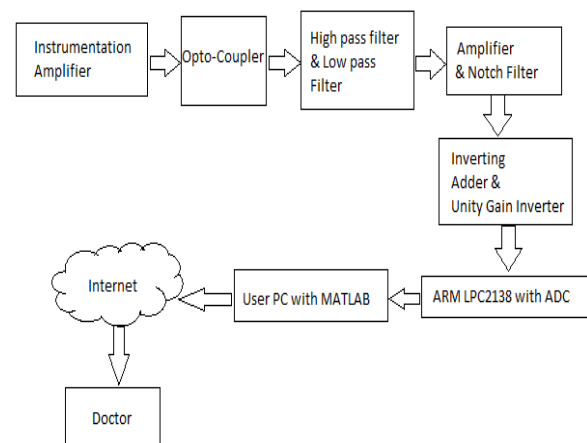 Instrumentation
Amplifier
Opto-Coupler
High pass filter
& Low pass
Filter
Amplifier
& Notch Filter
Inverting
Adder &
Unity Gain Inverter
ARM LPC2138 with ADC
User PC with MATLAB
Internet
Doctor